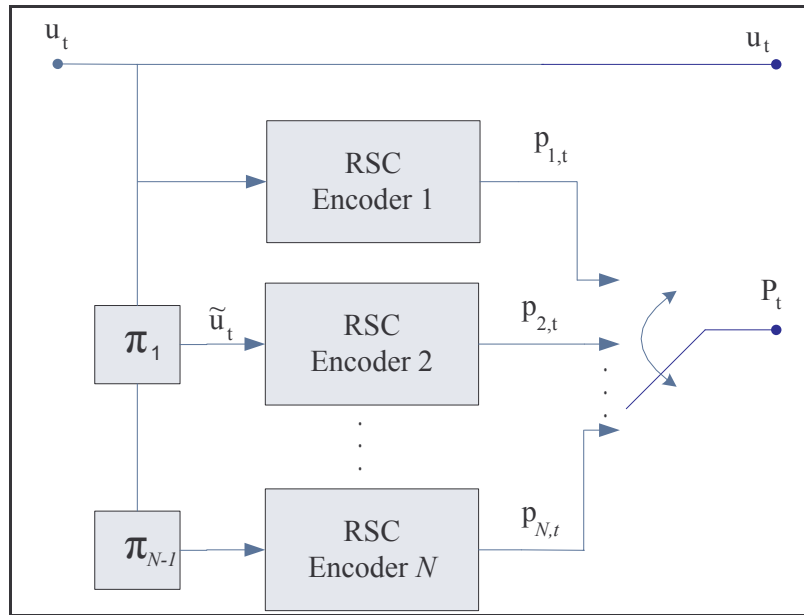 u_t
u_t
RSC
Encoder 1
p_1,t
π_1
ũ_t
RSC
Encoder 2
p_2,t
P_t
π_N-1
RSC
Encoder N
p_N,t